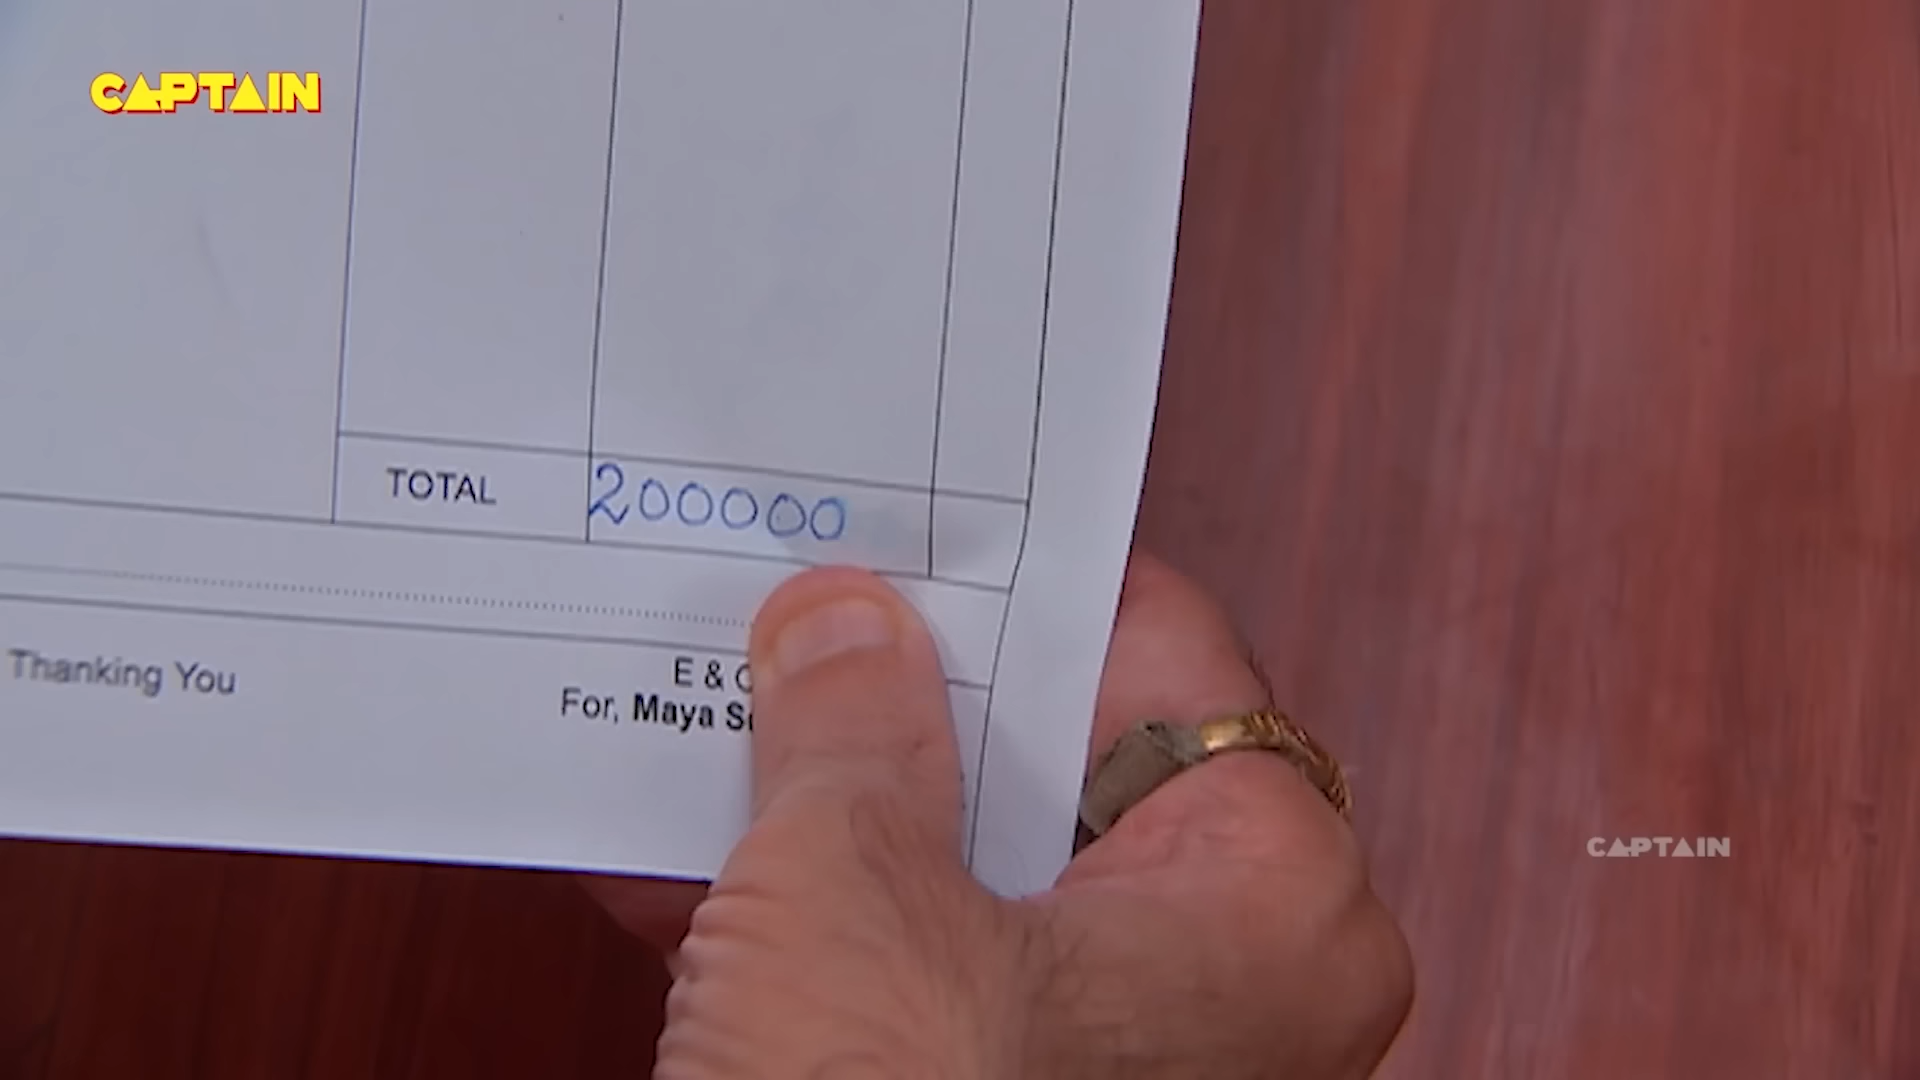 CAPTAIN
TOTAL 200000
Thanking You
E &
For, Maya
CAPTAIN